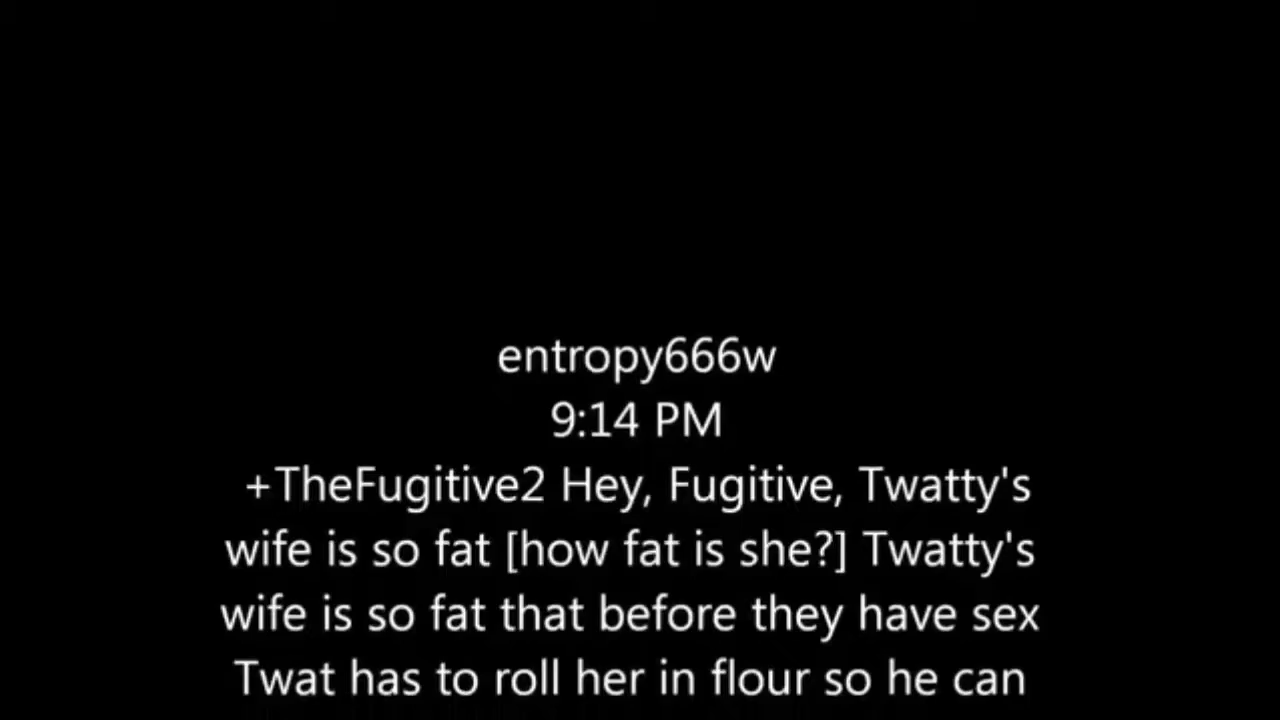 entropy666w
9:14 PM
+TheFugitive2 Hey, Fugitive, Twatty's
wife is so fat [how fat is she?] Twatty's
wife is so fat that before they have sex
Twat has to roll her in flour so he can